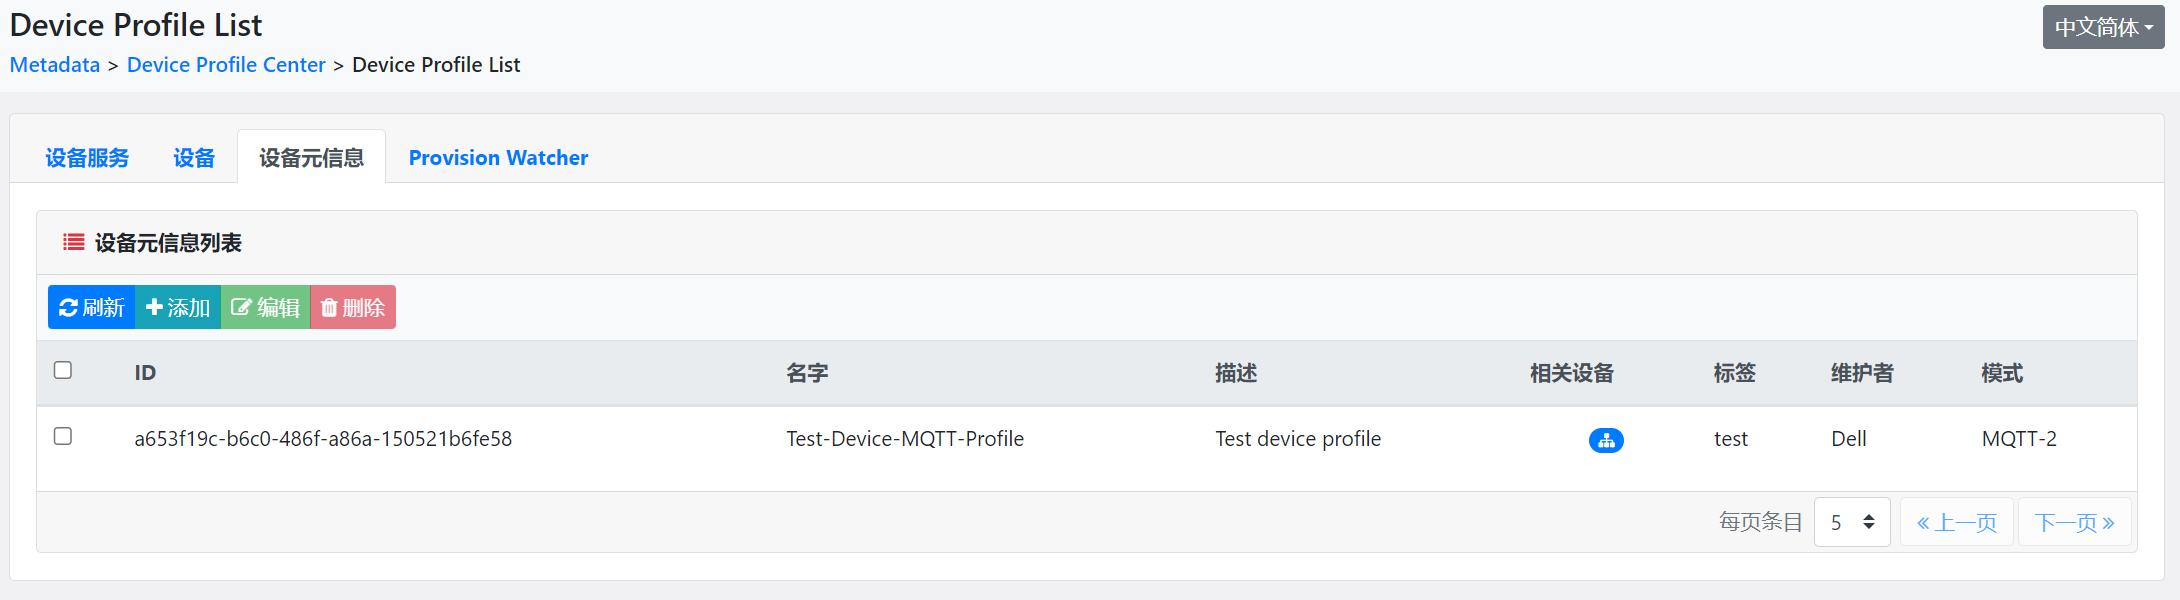 Device Profile List
中文简体
Metadata > Device Profile Center > Device Profile List
设备服务 设备 设备元信息 Provision Watcher
设备元信息列表
刷新 添加 编辑 删除
ID 名字 描述 相关设备 标签 维护者 模式
a653f19c-b6c0-486f-a86a-150521b6fe58 Test-Device-MQTT-Profile Test device profile test Dell MQTT-2
每页条目 5 « 上一页 下一页 »